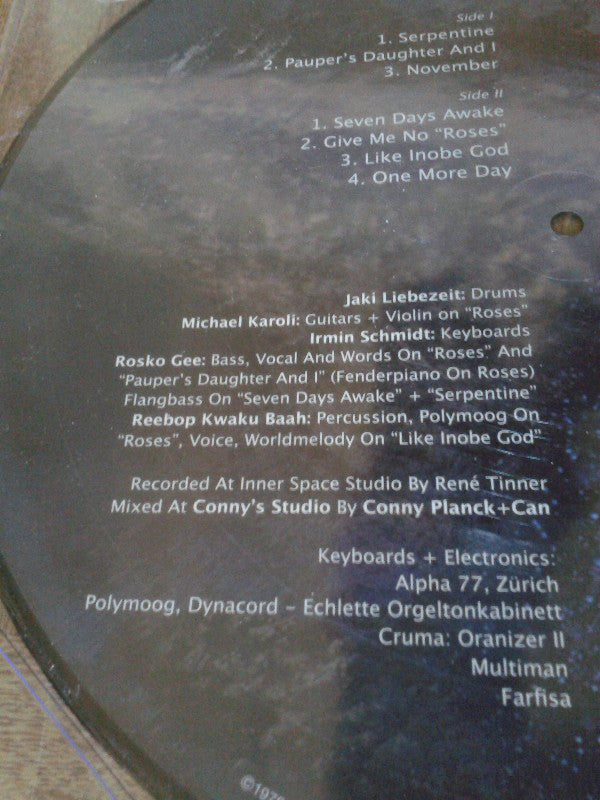 Side I
1. Serpentine
2. Pauper's Daughter And I
3. November
Side II
1. Seven Days Awake
2. Give Me No "Roses"
3. Like Inobe God
4. One More Day
Jaki Liebezeit: Drums
Michael Karoli: Guitars + Violin on "Roses"
Irmin Schmidt: Keyboards
Rosko Gee: Bass, Vocal And Words On "Roses" And
"Pauper's Daughter And I" (Fenderpiano On Roses)
Flangbass On "Seven Days Awake" + "Serpentine"
Reebop Kwaku Baah: Percussion, Polymoog On
"Roses", Voice, Worldmelody On "Like Inobe God"
Recorded At Inner Space Studio By René Tinner
Mixed At Conny's Studio By Conny Planck+Can
Keyboards + Electronics:
Alpha 77, Zürich
Polymoog, Dynacord – Echlette Orgeltonkabinett
Cruma: Oranizer II
Multiman
Farfisa